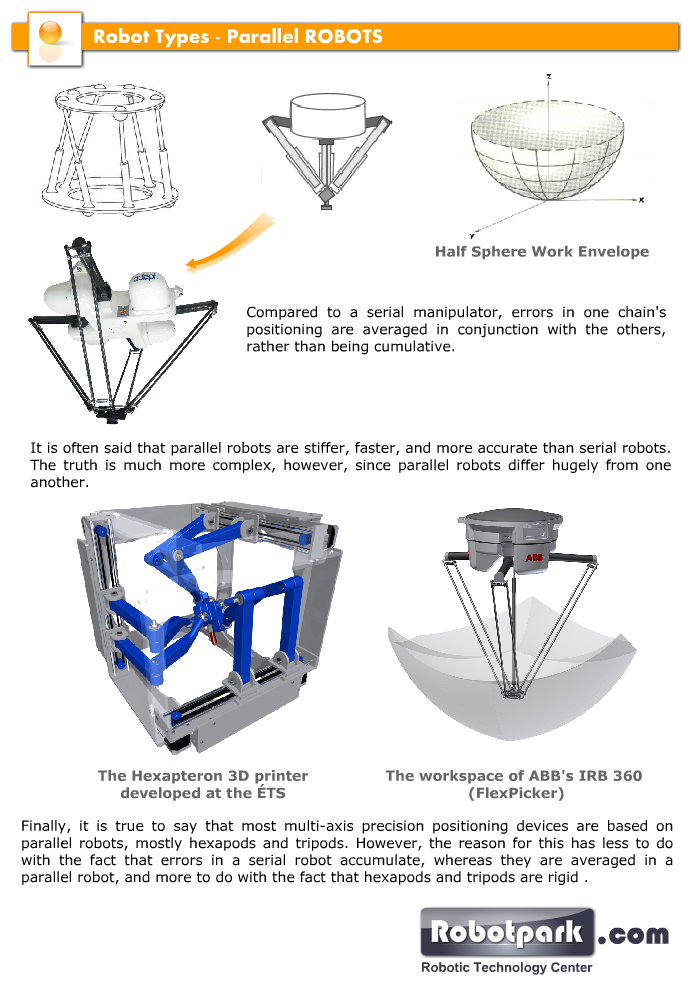 Robot Types - Parallel ROBOTS
Z
X
Y
Half Sphere Work Envelope
adept
Compared to a serial manipulator, errors in one chain's
positioning are averaged in conjunction with the others,
rather than being cumulative.
It is often said that parallel robots are stiffer, faster, and more accurate than serial robots.
The truth is much more complex, however, since parallel robots differ hugely from one
another.
ABB
The Hexapteron 3D printer
developed at the ÉTS
The workspace of ABB's IRB 360
(FlexPicker)
Finally, it is true to say that most multi-axis precision positioning devices are based on
parallel robots, mostly hexapods and tripods. However, the reason for this has less to do
with the fact that errors in a serial robot accumulate, whereas they are averaged in a
parallel robot, and more to do with the fact that hexapods and tripods are rigid .
Robotpark.com
Robotic Technology Center